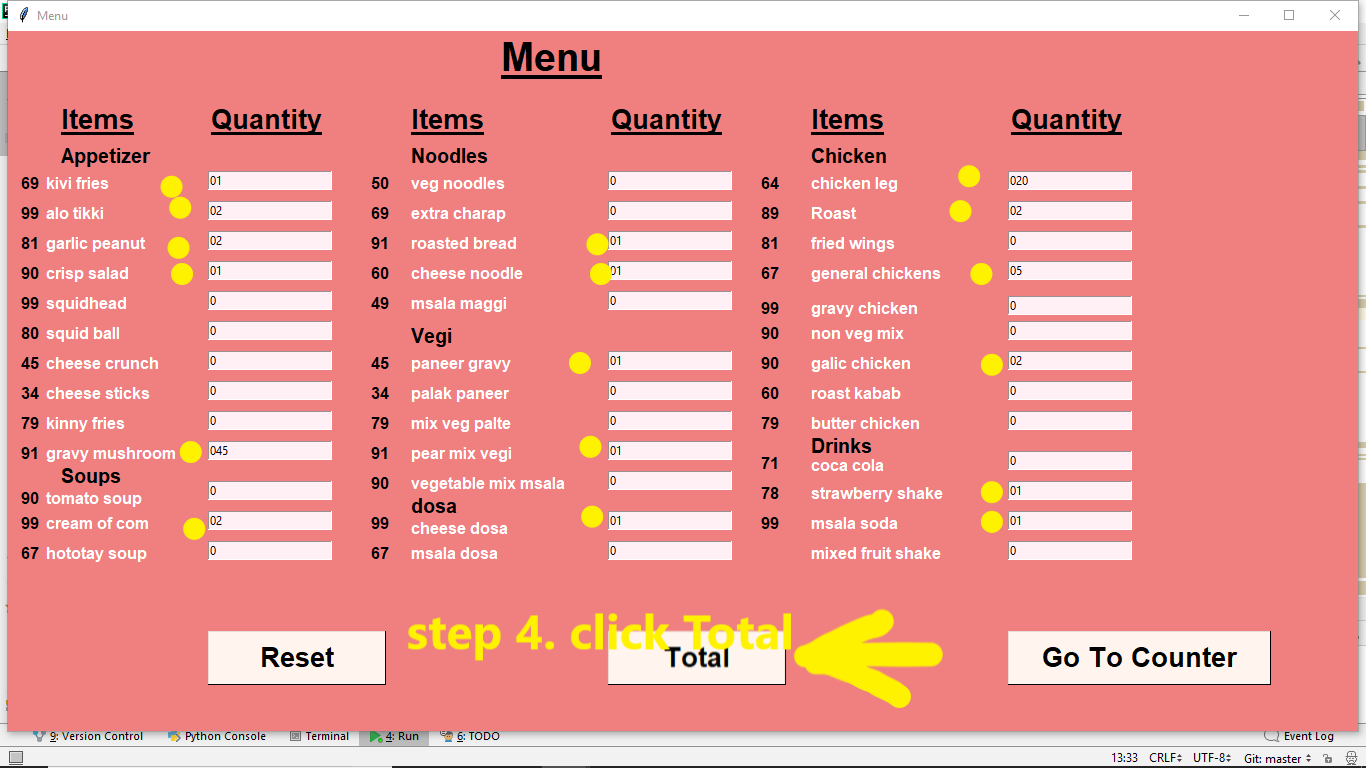 Menu
Menu
Items Quantity Items Quantity Items Quantity
Appetizer Noodles Chicken
69 kivi fries 01 50 veg noodles 0 64 chicken leg 020
99 alo tikki 02 69 extra charap 0 89 Roast 02
81 garlic peanut 02 91 roasted bread 01 81 fried wings 0
90 crisp salad 01 60 cheese noodle 01 67 general chickens 05
99 squidhead 0 49 msala maggi 0 99 gravy chicken 0
80 squid ball 0 Vegi 90 non veg mix 0
45 cheese crunch 0 45 paneer gravy 01 90 galic chicken 02
34 cheese sticks 0 34 palak paneer 0 60 roast kabab 0
79 kinny fries 0 79 mix veg palte 0 79 butter chicken 0
91 gravy mushroom 045 91 pear mix vegi 01 Drinks
Soups 90 vegetable mix msala 0 71 coca cola 0
90 tomato soup 0 dosa 78 strawberry shake 01
99 cream of com 02 99 cheese dosa 01 99 msala soda 01
67 hototay soup 0 67 msala dosa 0 mixed fruit shake 0
step 4. click Total
Reset Total Go To Counter
9: Version Control Python Console Terminal 4: Run 6: TODO Event Log
13:33 CRLF UTF-8 Git: master